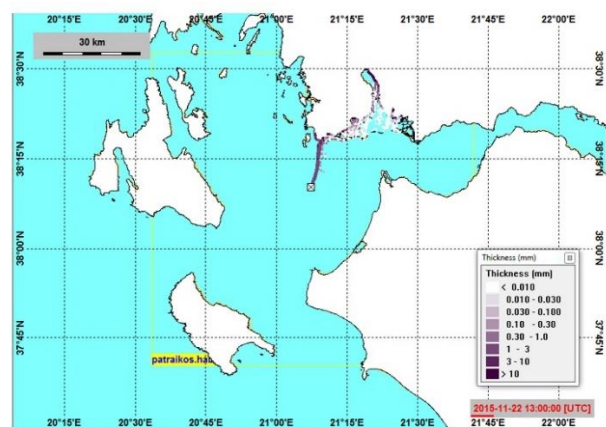 20°15'E 20°30'E 20°45'E 21°00'E 21°15'E 21°30'E 21°45'E 22°00'E
30 km
38°30'N 38°30'N
38°15'N 38°15'N
38°00'N 38°00'N
Thickness (mm)
Thickness (mm)
< 0.010
0.010 - 0.030
0.030 - 0.100
0.10 - 0.30
0.30 - 1.0
1 - 3
3 - 10
> 10
37°45'N 37°45'N
patraikos.hab
2015-11-22 13:00:00 [UTC]
20°15'E 20°30'E 20°45'E 21°00'E 21°15'E 21°30'E 21°45'E 22°00'E